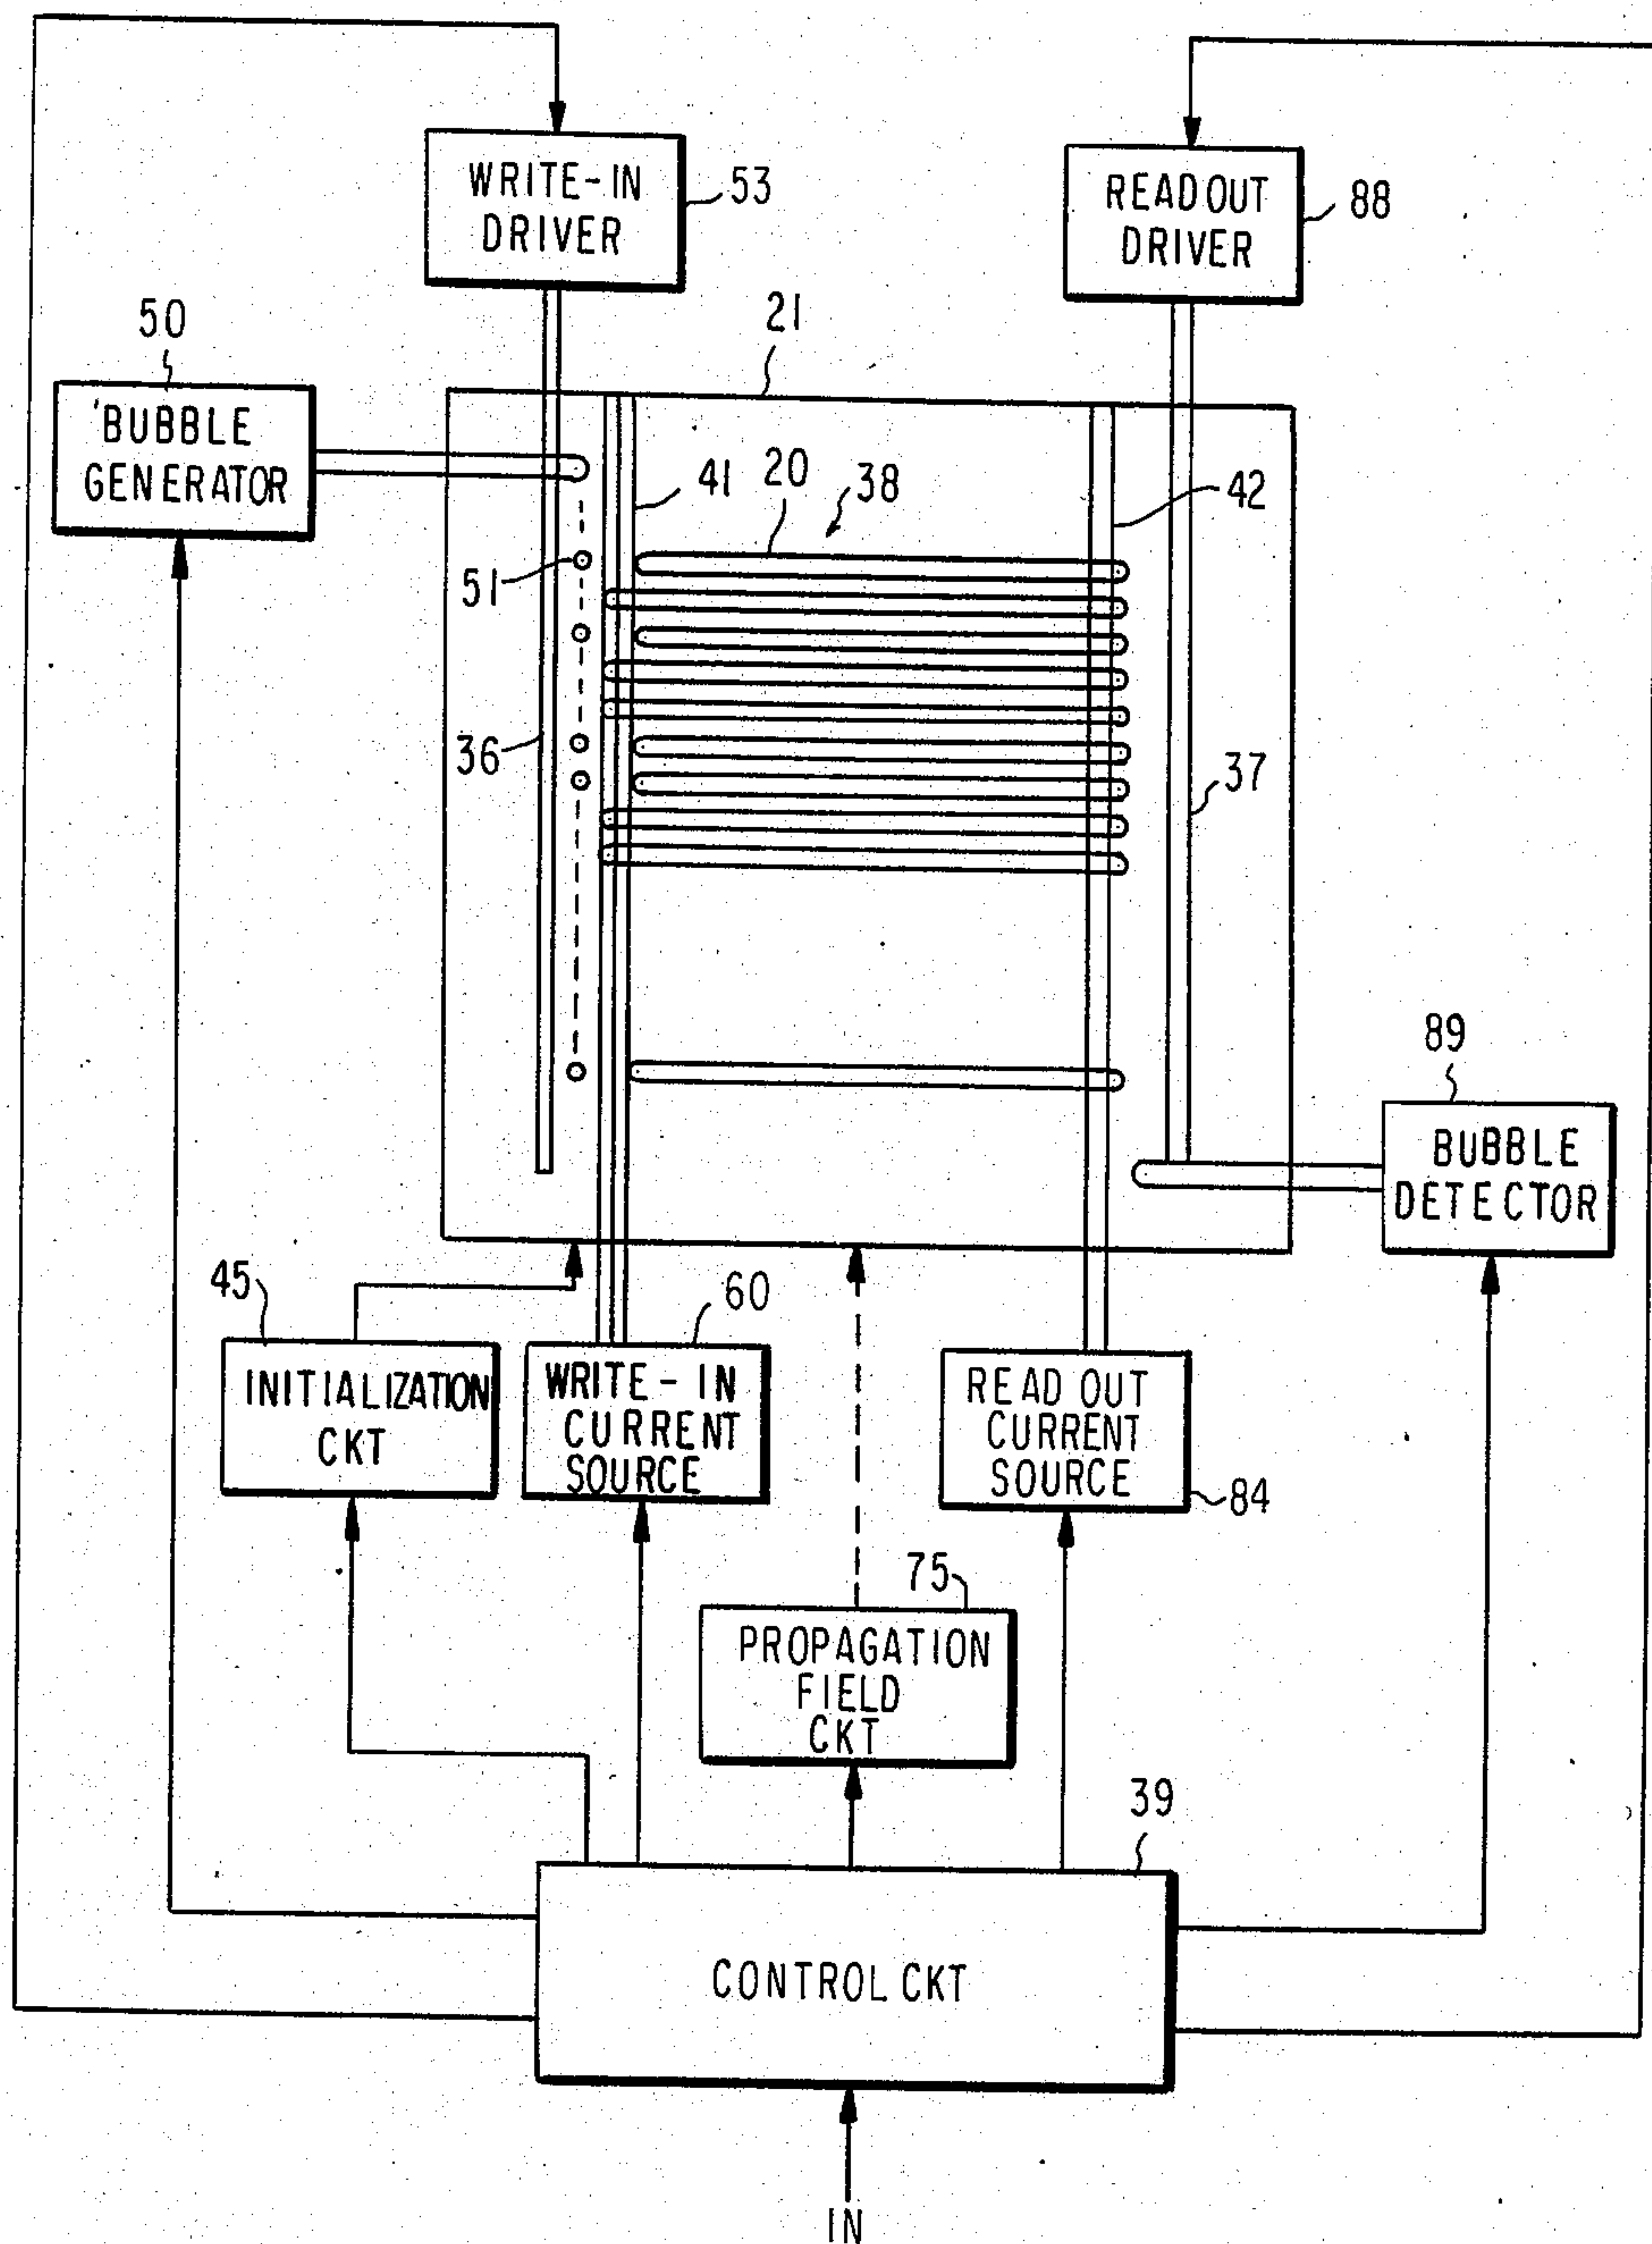 WRITE-IN
DRIVER
53
READ OUT
DRIVER
88
50
BUBBLE
GENERATOR
21
41
20
38
42
51
36
37
89
BUBBLE
DETECTOR
45
INITIALIZATION
CKT
60
WRITE-IN
CURRENT
SOURCE
READ OUT
CURRENT
SOURCE
84
75
PROPAGATION
FIELD
CKT
39
CONTROL CKT
IN